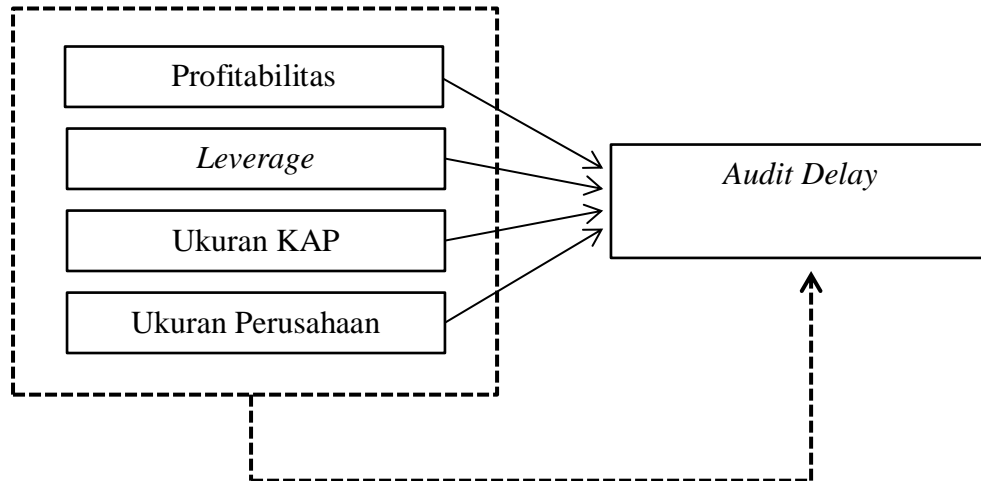 Profitabilitas
Leverage
Audit Delay
Ukuran KAP
Ukuran Perusahaan